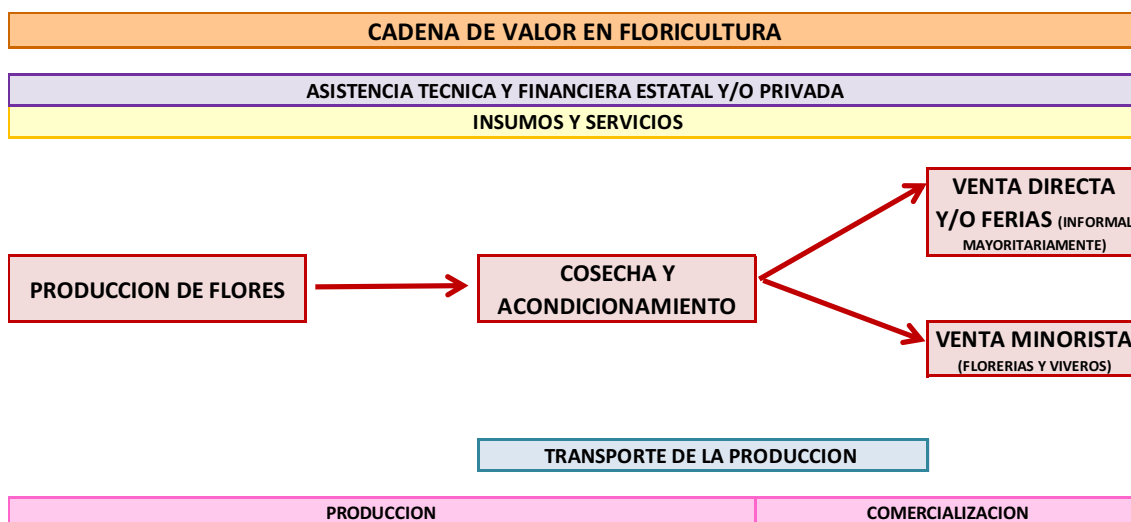 CADENA DE VALOR EN FLORICULTURA
ASISTENCIA TECNICA Y FINANCIERA ESTATAL Y/O PRIVADA
INSUMOS Y SERVICIOS
VENTA DIRECTA
Y/O FERIAS (INFORMAL
MAYORITARIAMENTE)
PRODUCCION DE FLORES
COSECHA Y
ACONDICIONAMIENTO
VENTA MINORISTA
(FLORERIAS Y VIVEROS)
TRANSPORTE DE LA PRODUCCION
PRODUCCION
COMERCIALIZACION